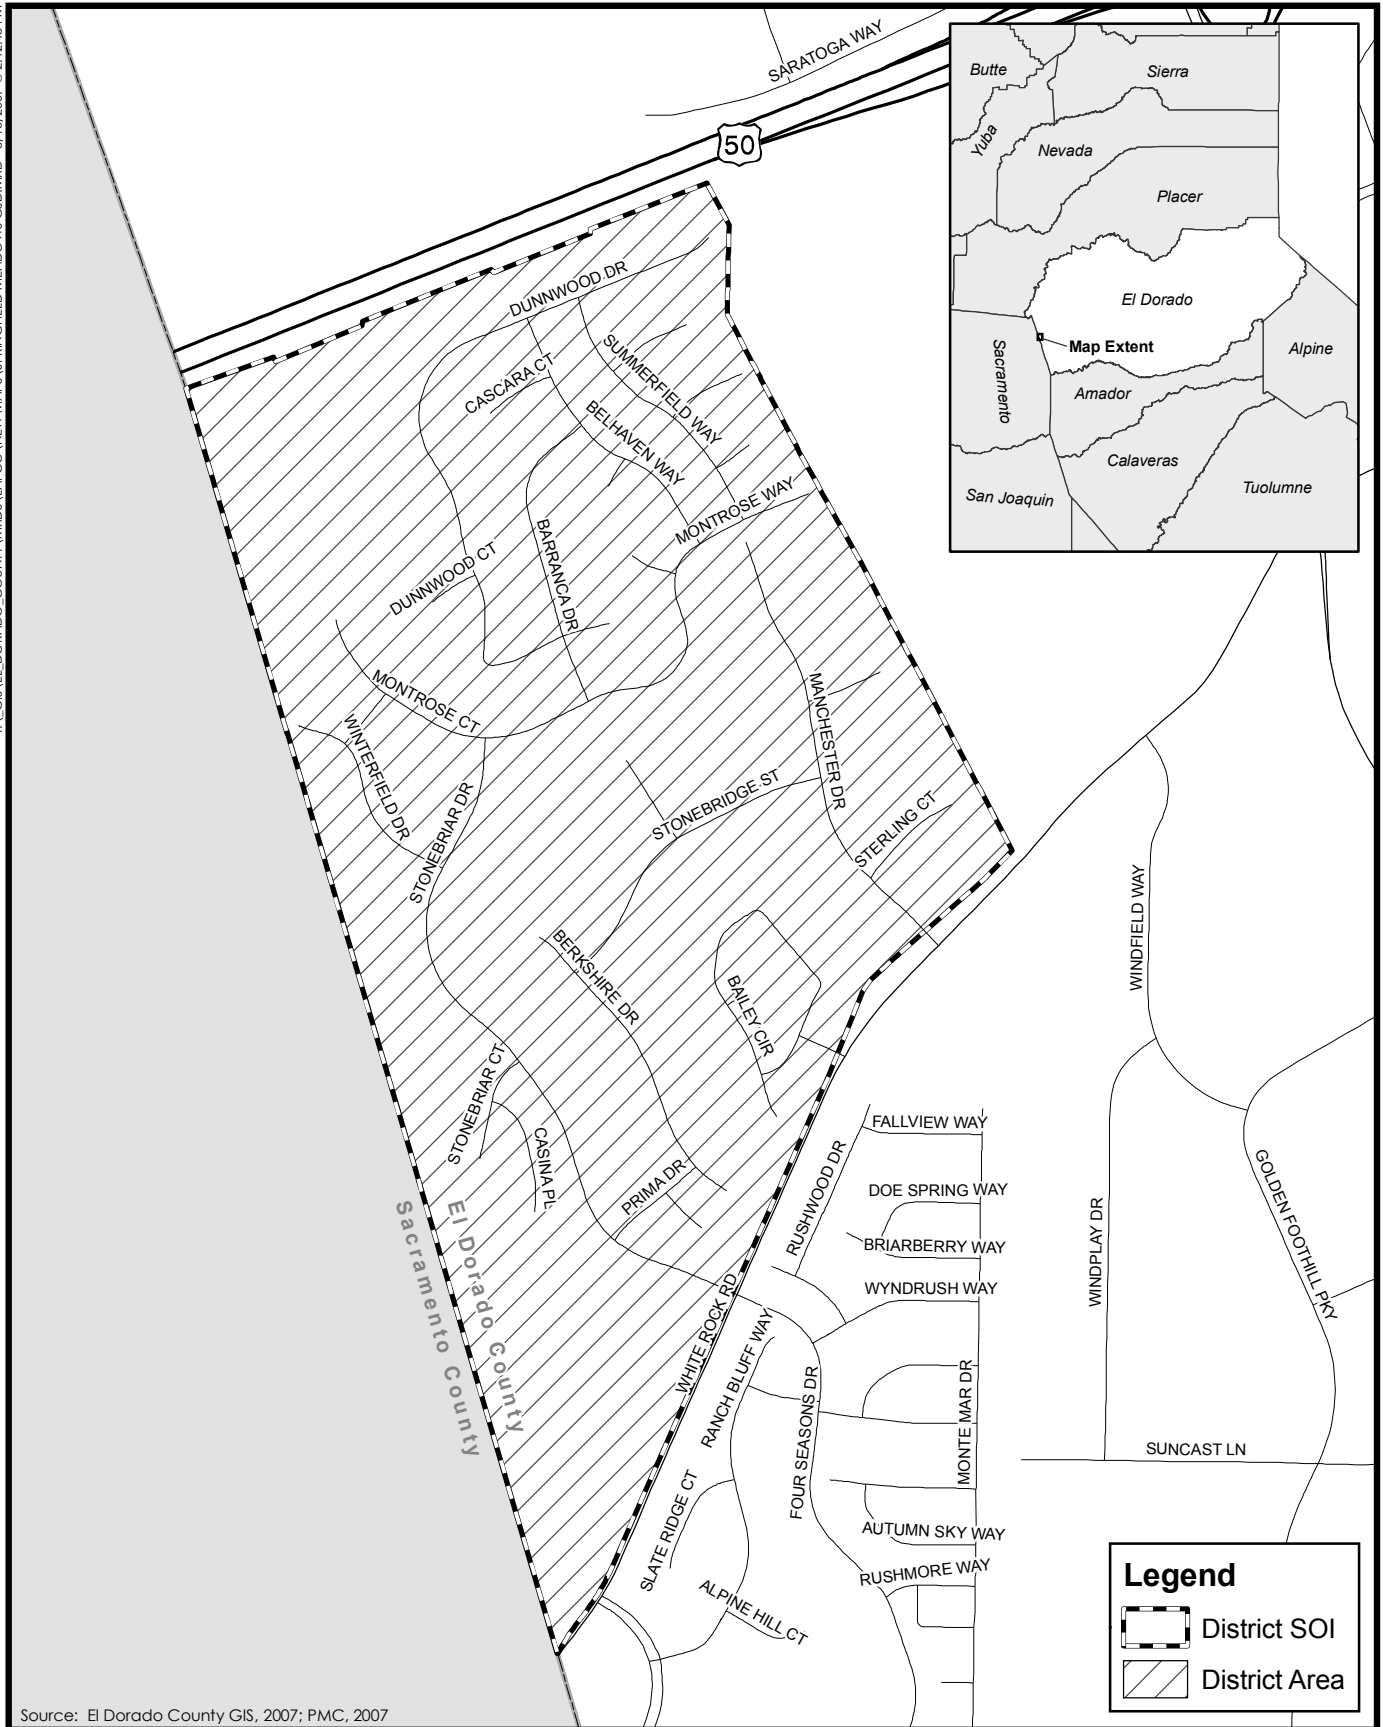 SARATOGA WAY
50
Butte
Sierra
Yuba
Nevada
Placer
El Dorado
Map Extent
Sacramento
Alpine
Amador
Calaveras
San Joaquin
Tuolumne
DUNNWOOD DR
SUMMERFIELD WAY
CASCARA CT
BELHAVEN WAY
MONTROSE WAY
BARRANCA DR
DUNNWOOD CT
MONTROSE CT
MANCHESTER DR
WINTERFIELD DR
STONEBRIAR DR
STONEBRIDGE ST
STERLING CT
WINDFIELD WAY
BERKSHIRE DR
BAILEY CIR
STONEBRIAR CT
CASINA PL
PRIMA DR
FALLVIEW WAY
RUSHWOOD DR
DOE SPRING WAY
BRIARBERRY WAY
WYNDRUSH WAY
WINDPLAY DR
GOLDEN FOOTHILL PKY
El Dorado County
Sacramento County
WHITE ROCK RD
RANCH BLUFF WAY
FOUR SEASONS DR
MONTE MAR DR
SUNCAST LN
SLATE RIDGE CT
AUTUMN SKY WAY
RUSHMORE WAY
ALPINE HILL CT
Legend
District SOI
District Area
Source: El Dorado County GIS, 2007; PMC, 2007